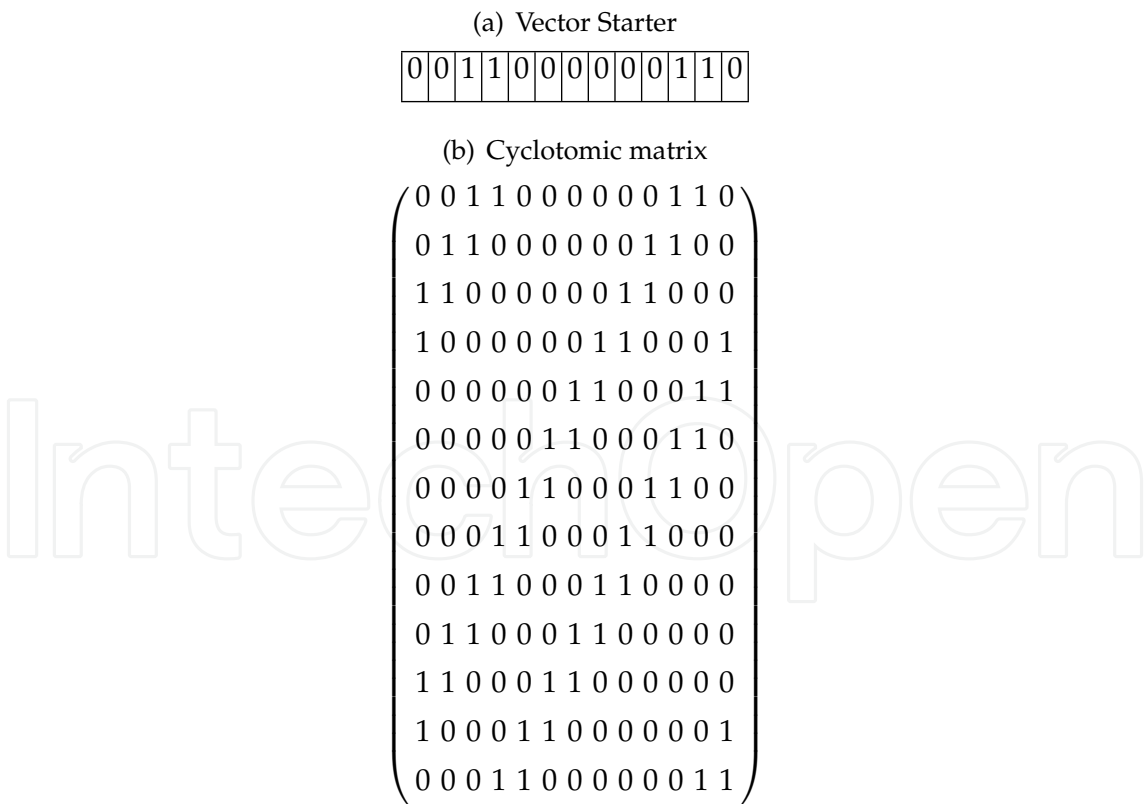 (a) Vector Starter
0 0 1 1 0 0 0 0 0 0 1 1 0
(b) Cyclotomic matrix
0 0 1 1 0 0 0 0 0 0 1 1 0
0 1 1 0 0 0 0 0 0 1 1 0 0
1 1 0 0 0 0 0 0 1 1 0 0 0
1 0 0 0 0 0 0 1 1 0 0 0 1
0 0 0 0 0 0 1 1 0 0 0 1 1
0 0 0 0 0 1 1 0 0 0 1 1 0
0 0 0 0 1 1 0 0 0 1 1 0 0
0 0 0 1 1 0 0 0 1 1 0 0 0
0 0 1 1 0 0 0 1 1 0 0 0 0
0 1 1 0 0 0 1 1 0 0 0 0 0
1 1 0 0 0 1 1 0 0 0 0 0 0
1 0 0 0 1 1 0 0 0 0 0 0 1
0 0 0 1 1 0 0 0 0 0 0 1 1
IntechOpen